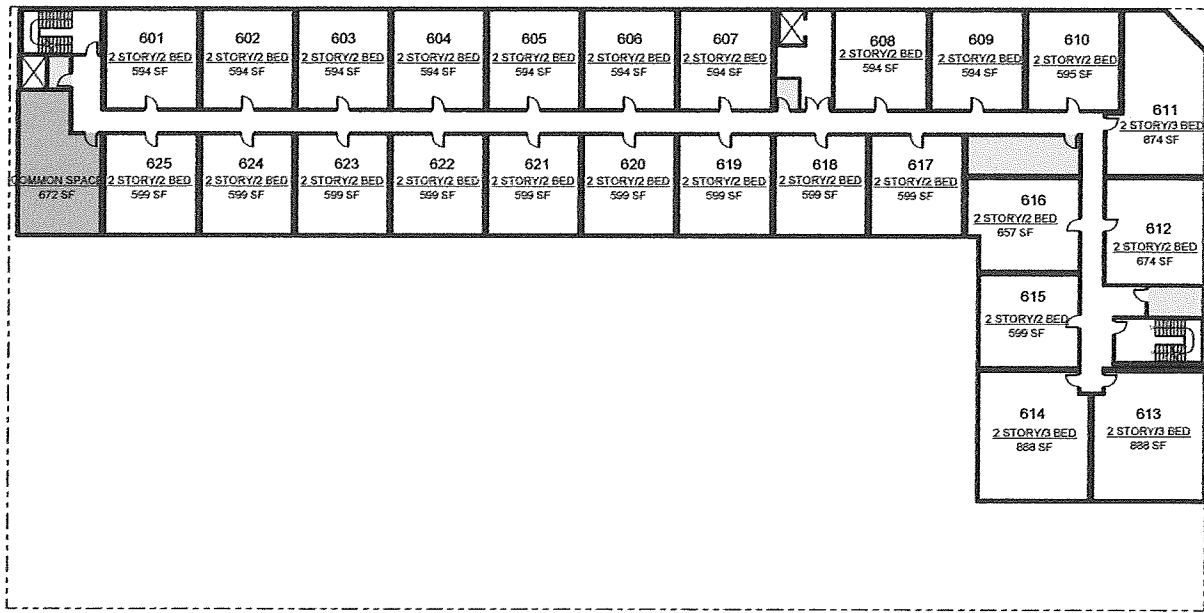 601
2 STORY/2 BED
594 SF
602
2 STORY/2 BED
594 SF
603
2 STORY/2 BED
594 SF
604
2 STORY/2 BED
594 SF
605
2 STORY/2 BED
594 SF
606
2 STORY/2 BED
594 SF
607
2 STORY/2 BED
594 SF
608
2 STORY/2 BED
594 SF
609
2 STORY/2 BED
594 SF
610
2 STORY/2 BED
595 SF
611
2 STORY/3 BED
874 SF
COMMON SPACE
672 SF
625
2 STORY/2 BED
599 SF
624
2 STORY/2 BED
599 SF
623
2 STORY/2 BED
599 SF
622
2 STORY/2 BED
599 SF
621
2 STORY/2 BED
599 SF
620
2 STORY/2 BED
599 SF
619
2 STORY/2 BED
599 SF
618
2 STORY/2 BED
599 SF
617
2 STORY/2 BED
599 SF
616
2 STORY/2 BED
657 SF
612
2 STORY/2 BED
674 SF
615
2 STORY/2 BED
599 SF
614
2 STORY/3 BED
888 SF
613
2 STORY/3 BED
888 SF